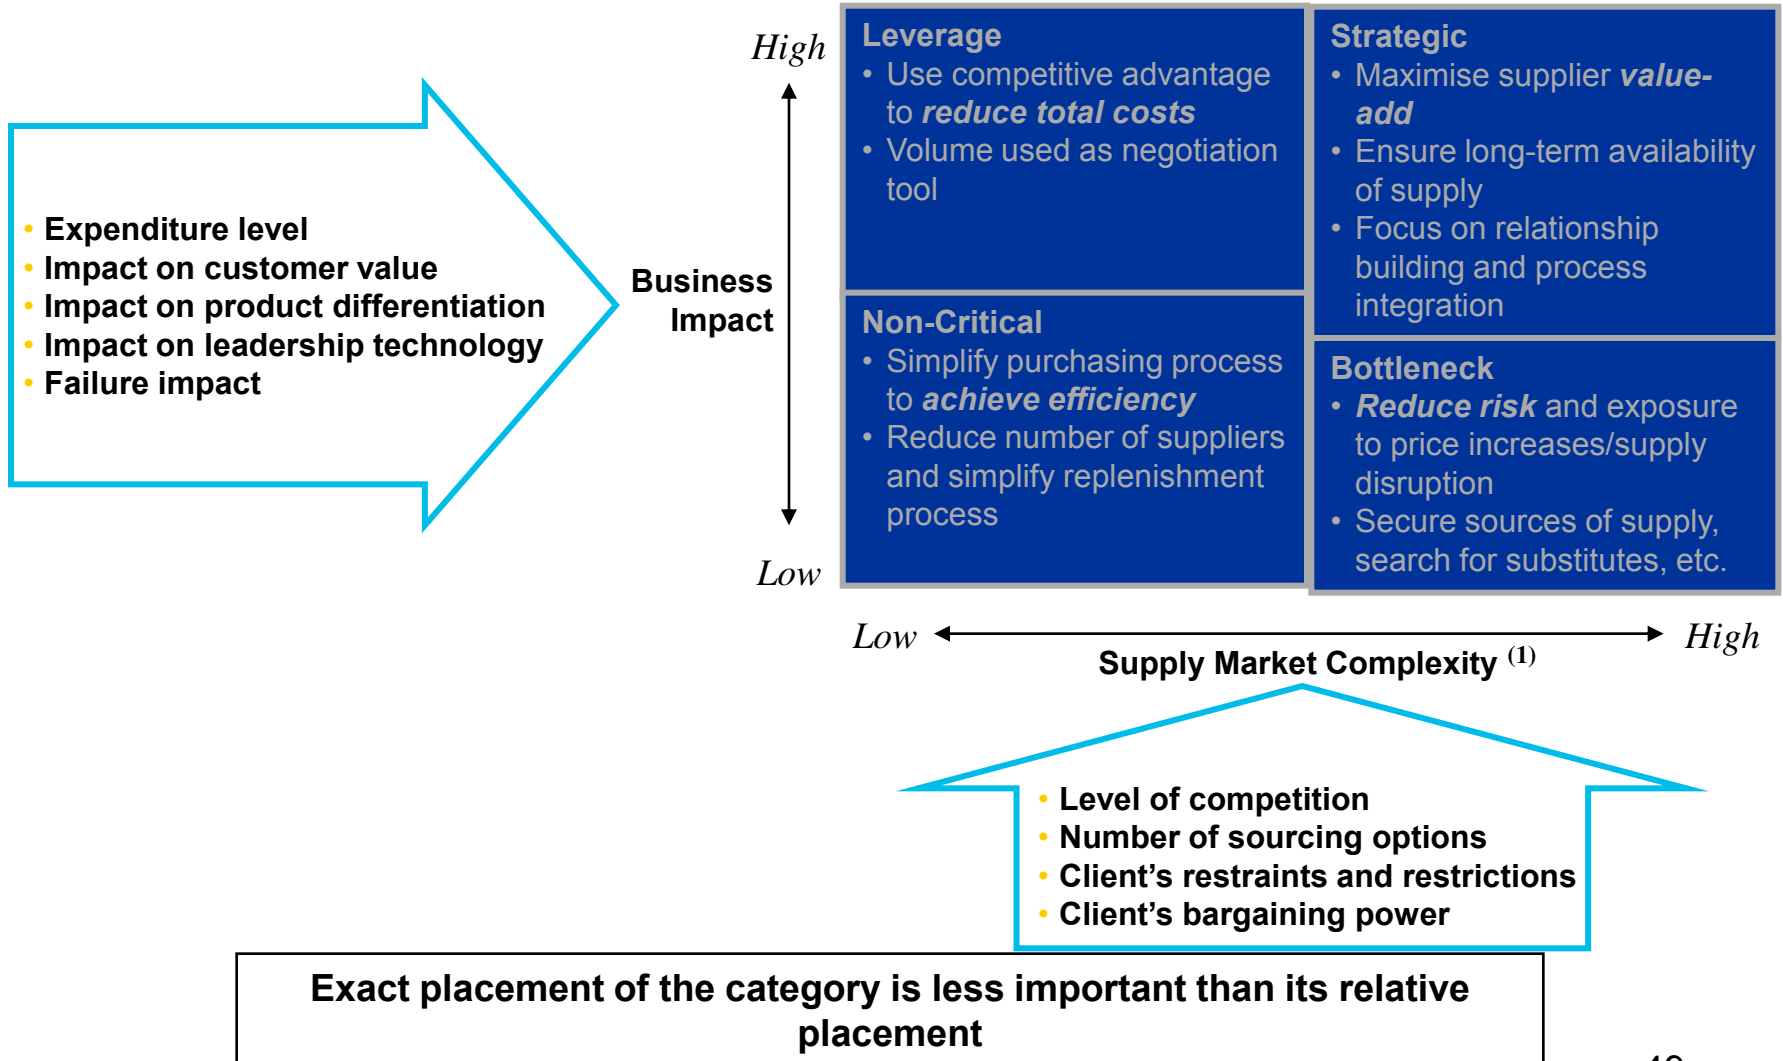 High
Leverage
• Use competitive advantage
to reduce total costs
• Volume used as negotiation
tool
Strategic
• Maximise supplier value-
add
• Ensure long-term availability
of supply
• Focus on relationship
building and process
integration
• Expenditure level
• Impact on customer value
• Impact on product differentiation
• Impact on leadership technology
• Failure impact
Business
Impact
Non-Critical
• Simplify purchasing process
to achieve efficiency
• Reduce number of suppliers
and simplify replenishment
process
Bottleneck
• Reduce risk and exposure
to price increases/supply
disruption
• Secure sources of supply,
search for substitutes, etc.
Low
Low
High
Supply Market Complexity (1)
• Level of competition
• Number of sourcing options
• Client’s restraints and restrictions
• Client’s bargaining power
Exact placement of the category is less important than its relative
placement